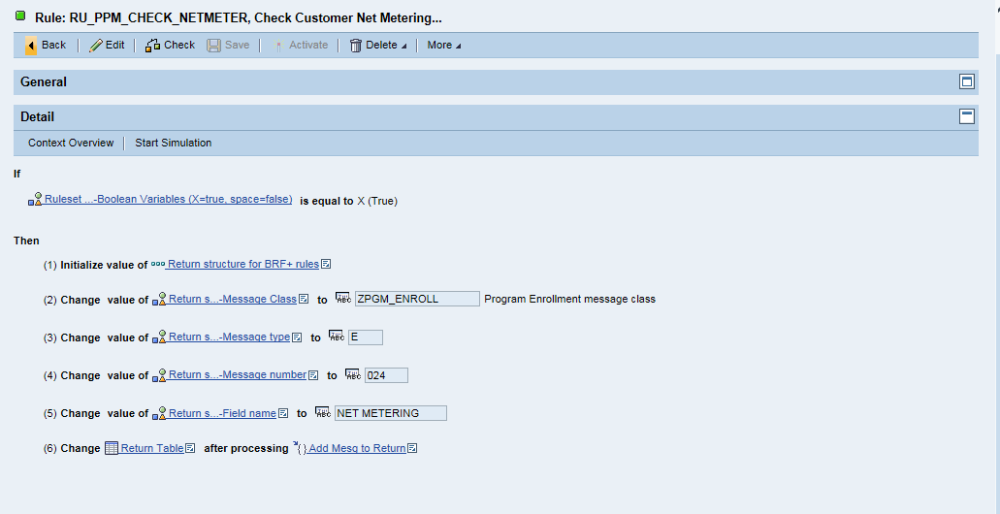 Rule: RU_PPM_CHECK_NETMETER, Check Customer Net Metering...
Back Edit Check Save Activate Delete More
General
Detail
Context Overview Start Simulation
If
Ruleset ...-Boolean Variables (X=true, space=false) is equal to X (True)
Then
(1) Initialize value of Return structure for BRF+ rules
(2) Change value of Return s...-Message Class to ZPGM_ENROLL Program Enrollment message class
(3) Change value of Return s...-Message type to E
(4) Change value of Return s...-Message number to 024
(5) Change value of Return s...-Field name to NET METERING
(6) Change Return Table after processing Add Mesg to Return